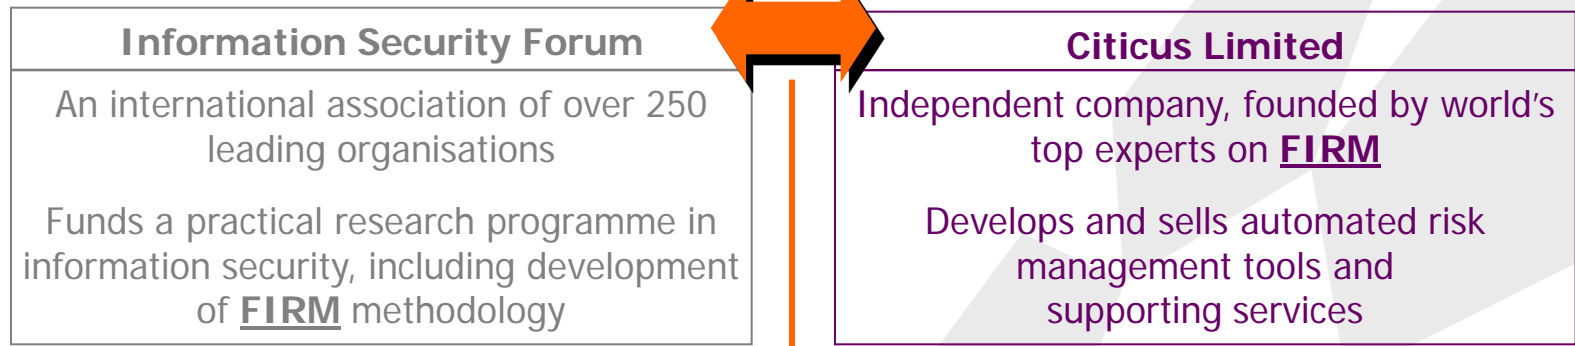 Information Security Forum
An international association of over 250
leading organisations
Funds a practical research programme in
information security, including development
of FIRM methodology
Citicus Limited
Independent company, founded by world’s
top experts on FIRM
Develops and sells automated risk
management tools and
supporting services